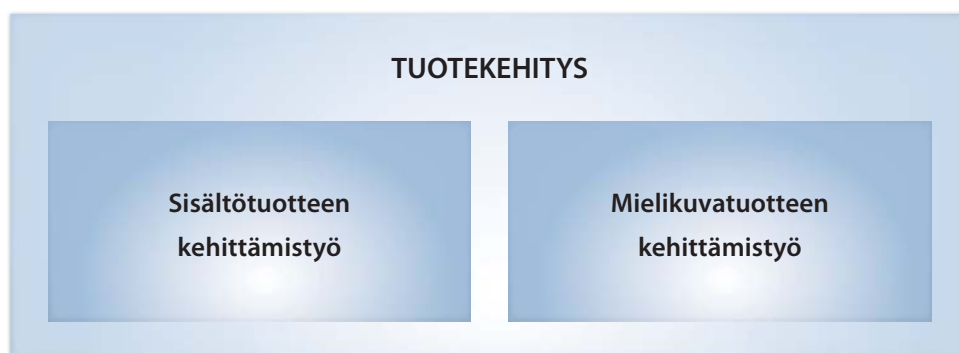 TUOTEKEHITYS
Sisältötuotteen
kehittämistyö
Mielikuvatuotteen
kehittämistyö